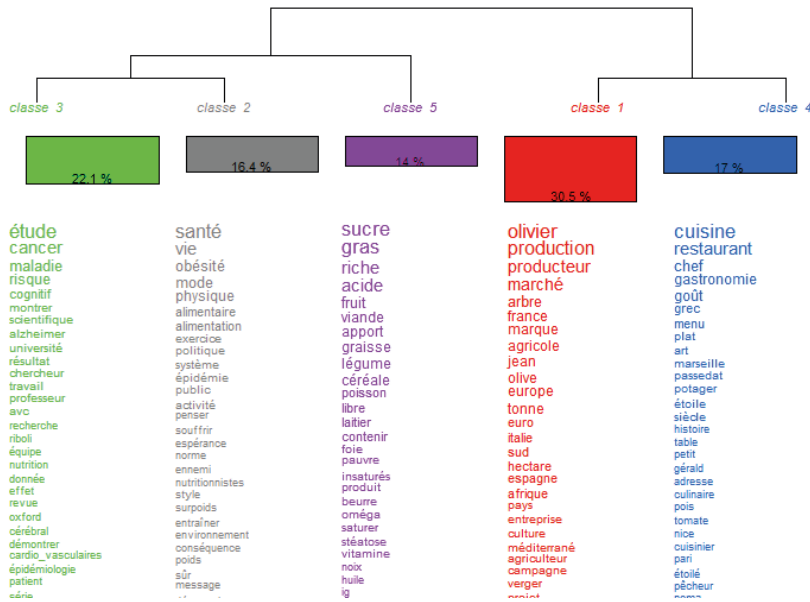 classe 3
classe 2
classe 5
classe 1
classe 4
22.1 %
16.4 %
14 %
30.5 %
17 %
étude
cancer
maladie
risque
cognitif
montrer
scientifique
alzheimer
université
résultat
chercheur
travail
professeur
avc
recherche
riboli
équipe
nutrition
donnée
effet
revue
oxford
cérébral
démontrer
cardio_vasculaires
épidémiologie
patient
série
santé
vie
obésité
mode
physique
alimentaire
alimentation
exercice
politique
système
épidémie
public
activité
penser
souffrir
espérance
norme
ennemi
nutritionnistes
style
surpoids
entraîner
environnement
conséquence
poids
sûr
message
sucre
gras
riche
acide
fruit
viande
apport
graisse
légume
céréale
poisson
libre
laitier
contenir
foie
pauvre
insaturés
produit
beurre
oméga
saturer
stéatose
vitamine
noix
huile
ig
olivier
production
producteur
marché
arbre
france
marque
agricole
jean
olive
europe
tonne
euro
italie
sud
hectare
espagne
afrique
pays
entreprise
culture
méditerrané
agriculteur
campagne
verger
projet
cuisine
restaurant
chef
gastronomie
goût
grec
menu
plat
art
marseille
passedat
potager
étoile
siècle
histoire
table
petit
gérald
adresse
culinaire
pois
tomate
nice
cuisinier
pari
étoilé
pêcheur